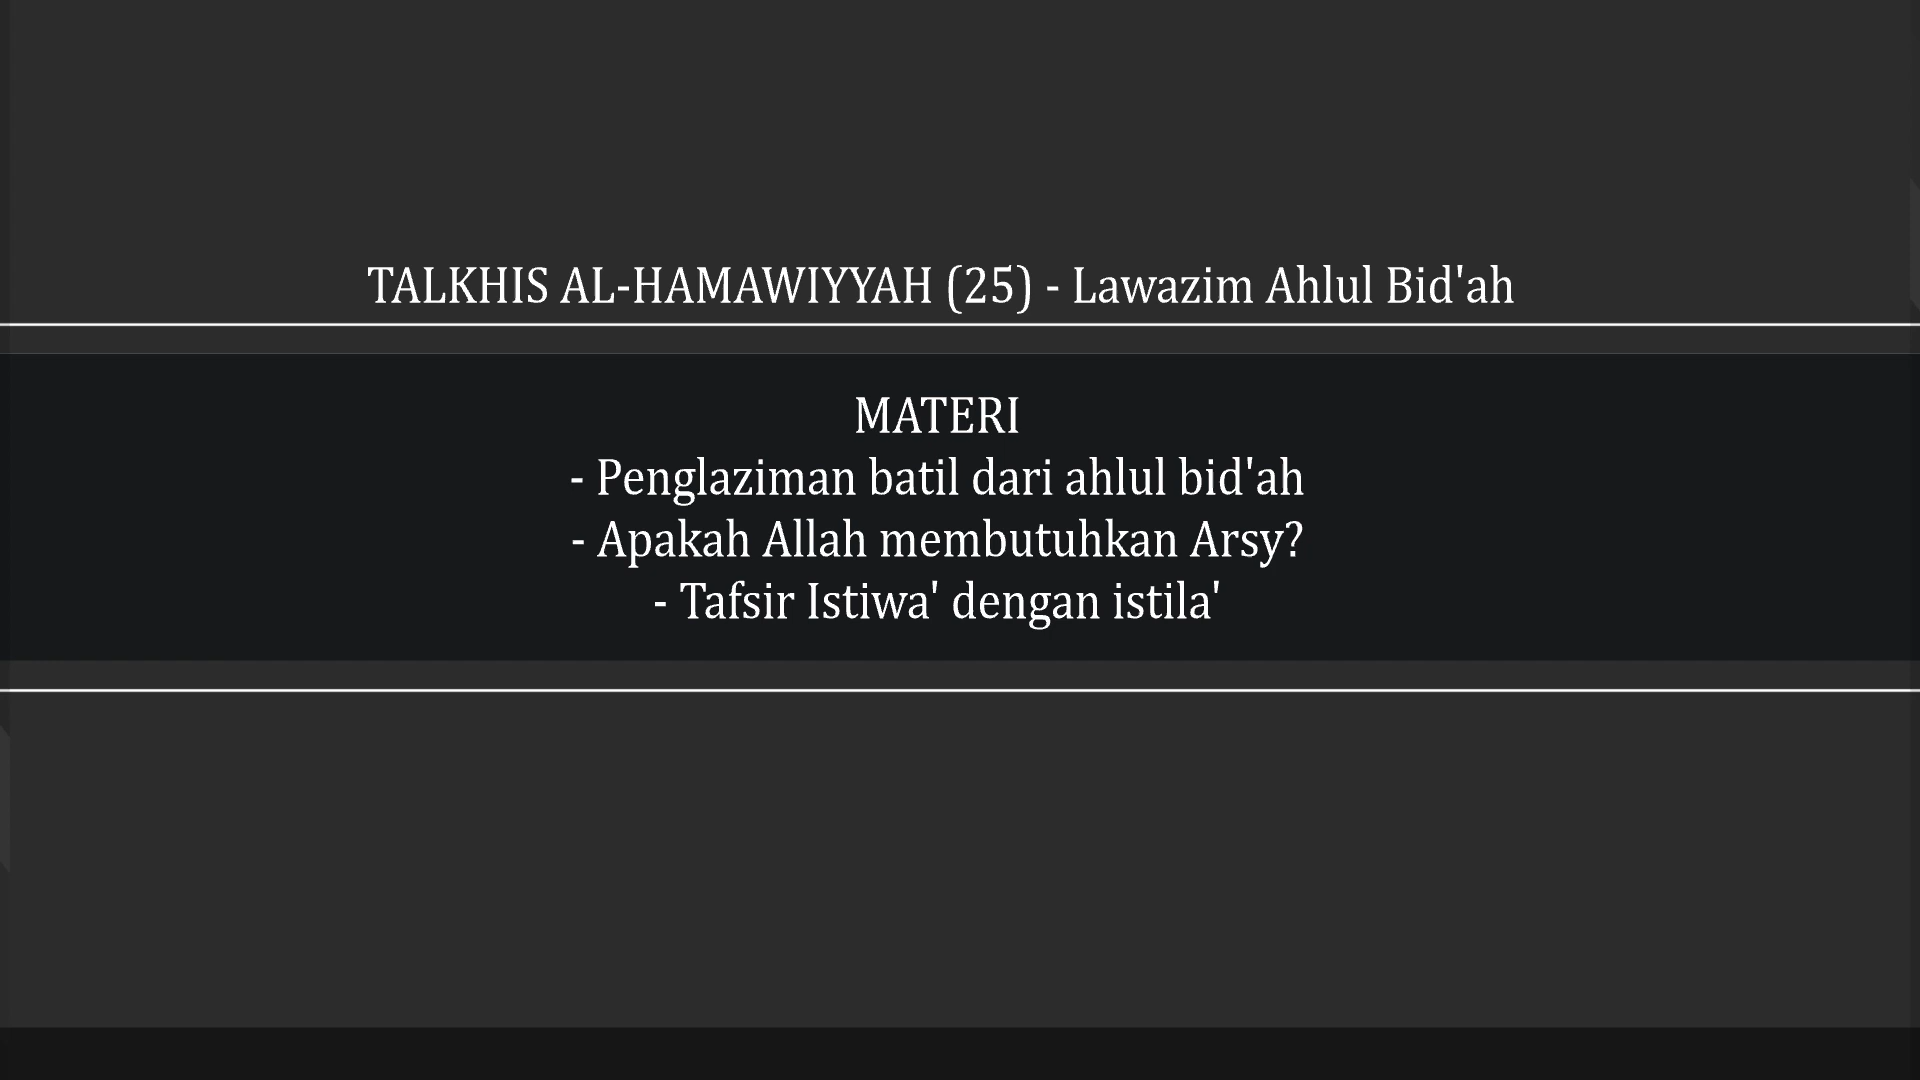 TALKHIS AL-HAMAWIYYAH (25) - Lawazim Ahlul Bid'ah
MATERI
- Penglaziman batil dari ahlul bid'ah
- Apakah Allah membutuhkan Arsy?
- Tafsir Istiwa' dengan istila'